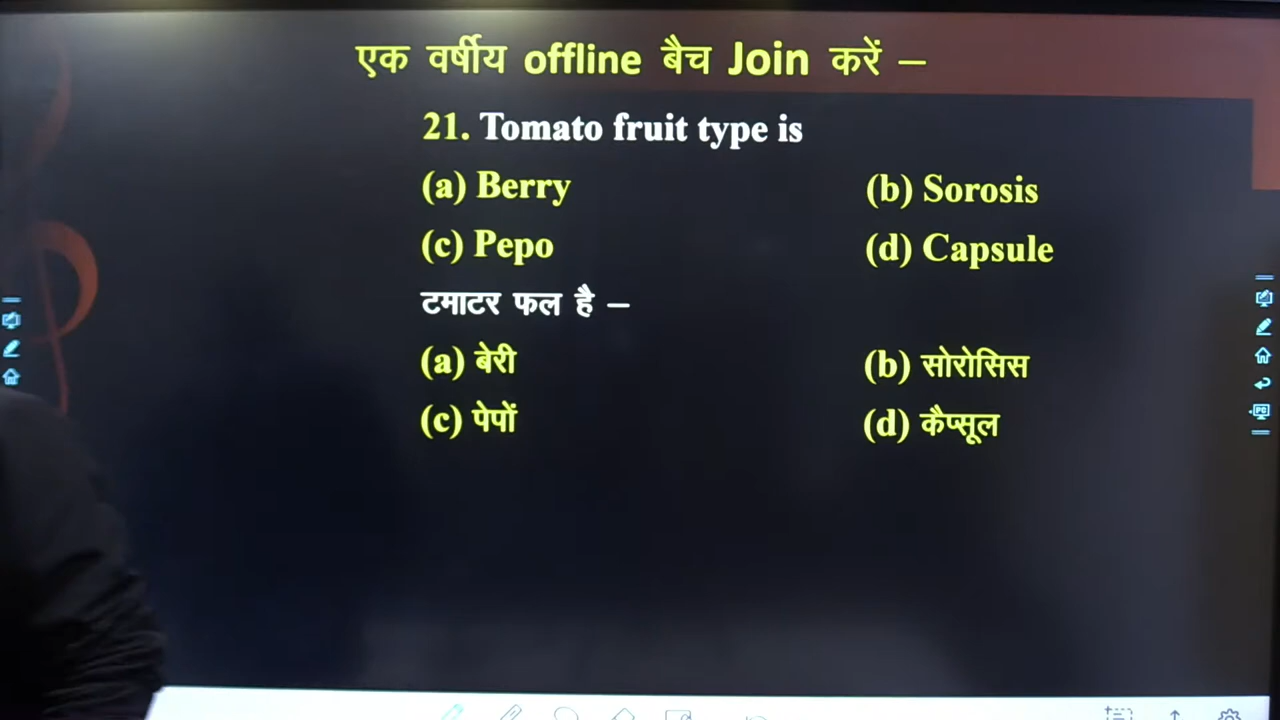 एक वर्षीय offline बैच Join करें –
21. Tomato fruit type is
(a) Berry (b) Sorosis
(c) Pepo (d) Capsule
टमाटर फल है –
(a) बेरी (b) सोरोसिस
(c) पेपों (d) कैप्सूल